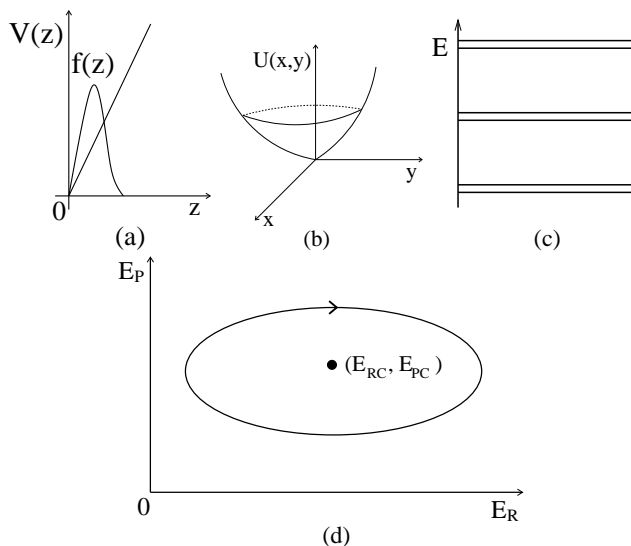 V(z)
f(z)
0
z
(a)
U(x,y)
y
x
(b)
E
(c)
E_P
(E_RC, E_PC)
0
E_R
(d)